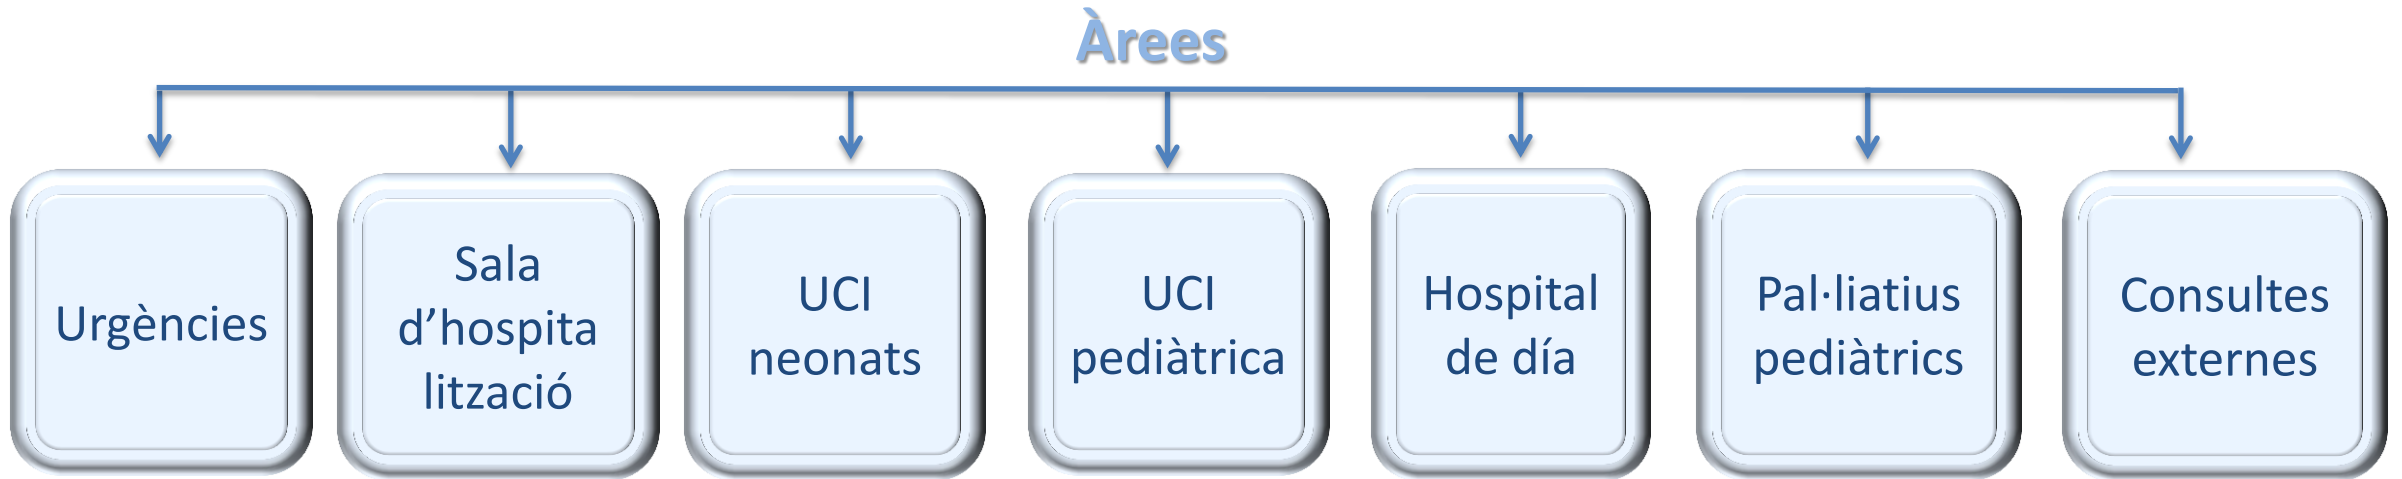 Àrees
Urgències
Sala
d’hospita
lització
UCI
neonats
UCI
pediàtrica
Hospital
de día
Pal·liatius
pediàtrics
Consultes
externes